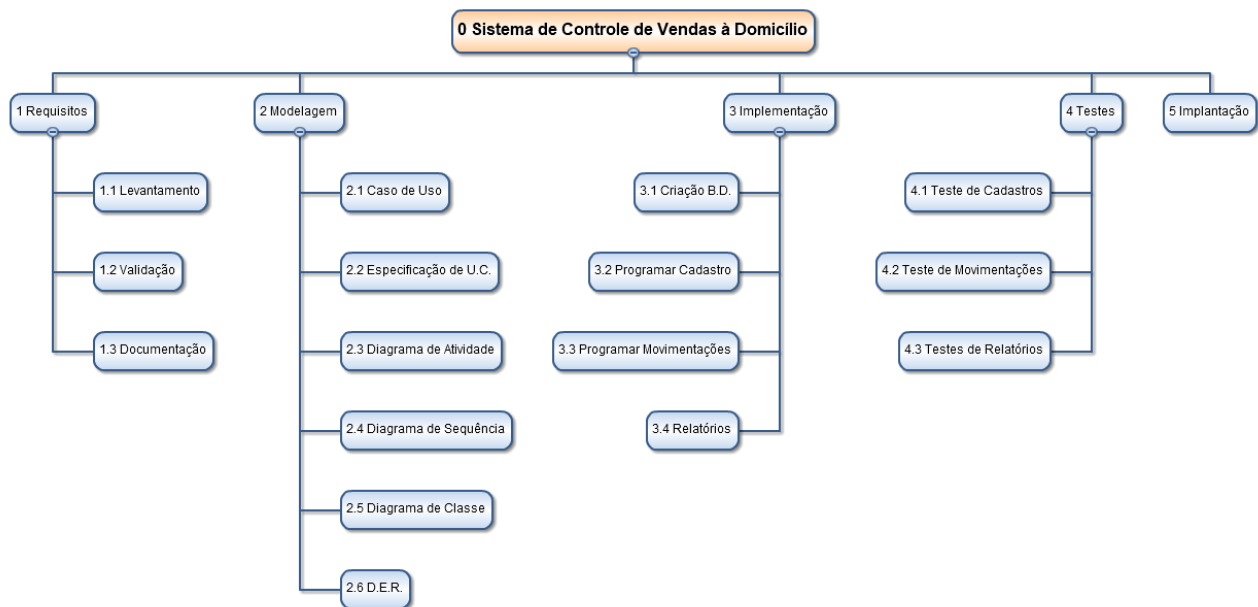 0 Sistema de Controle de Vendas à Domicílio
1 Requisitos
2 Modelagem
3 Implementação
4 Testes
5 Implantação
1.1 Levantamento
2.1 Caso de Uso
3.1 Criação B.D.
4.1 Teste de Cadastros
1.2 Validação
2.2 Especificação de U.C.
3.2 Programar Cadastro
4.2 Teste de Movimentações
1.3 Documentação
2.3 Diagrama de Atividade
3.3 Programar Movimentações
4.3 Testes de Relatórios
2.4 Diagrama de Sequência
3.4 Relatórios
2.5 Diagrama de Classe
2.6 D.E.R.